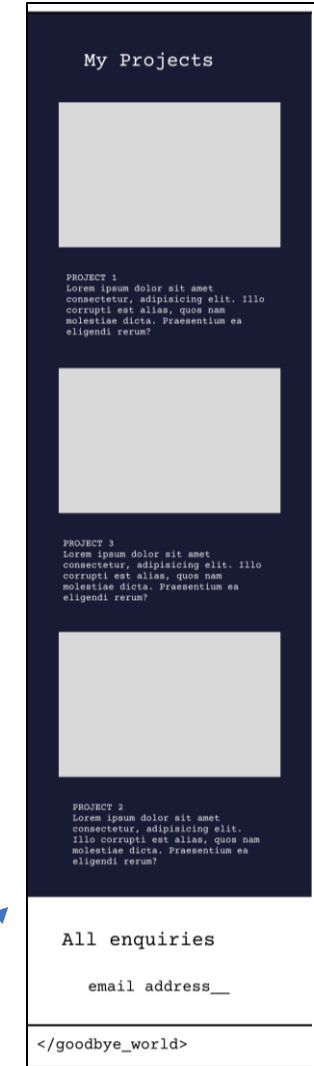 My Projects
PROJECT 1
Lorem ipsum dolor sit amet
consectetur, adipisicing elit. Illo
corrupti est alias, quos nam
molestiae dicta. Praesentium ea
eligendi rerum?
PROJECT 3
Lorem ipsum dolor sit amet
consectetur, adipisicing elit. Illo
corrupti est alias, quos nam
molestiae dicta. Praesentium ea
eligendi rerum?
PROJECT 2
Lorem ipsum dolor sit amet
consectetur, adipisicing elit.
Illo corrupti est alias, quos nam
molestiae dicta. Praesentium ea
eligendi rerum?
All enquiries
email address__
</goodbye_world>